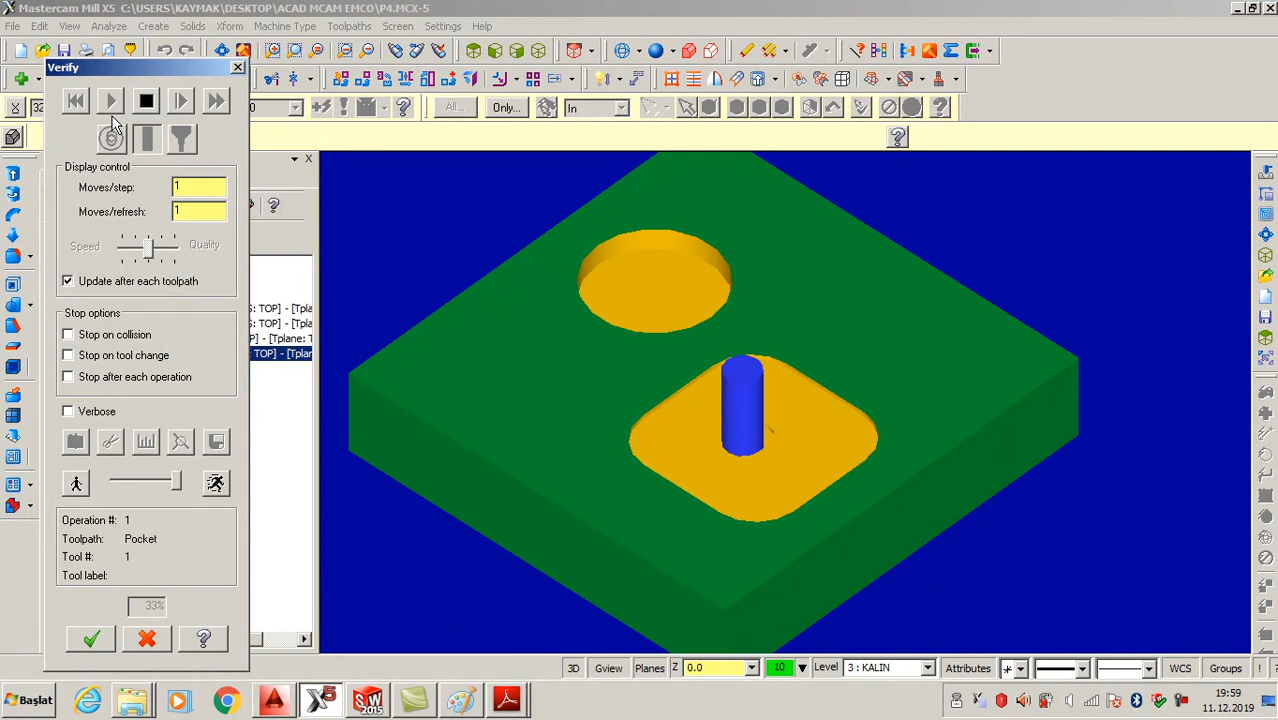 Mastercam Mill X5 C:\USERS\KAYMAK\DESKTOP\ACAD MCAM EMCO\P4.MCX-5
File Edit View Analyze Create Solids Xform Machine Type Toolpaths Screen Settings Help
Verify
32
0
All...
Only...
In
Display control
Moves/step: 1
Moves/refresh: 1
Speed Quality
Update after each toolpath
Stop options
S: TOP] - [Tpla
S: TOP] - [Tpla
] - [Tplane: T
TOP] - [Tplan
Stop on collision
Stop on tool change
Stop after each operation
Verbose
Operation #: 1
Toolpath: Pocket
Tool #: 1
Tool label:
33%
3D Gview Planes Z 0.0 10 Level 3 : KALIN Attributes WCS Groups
Başlat
19:59
11.12.2019